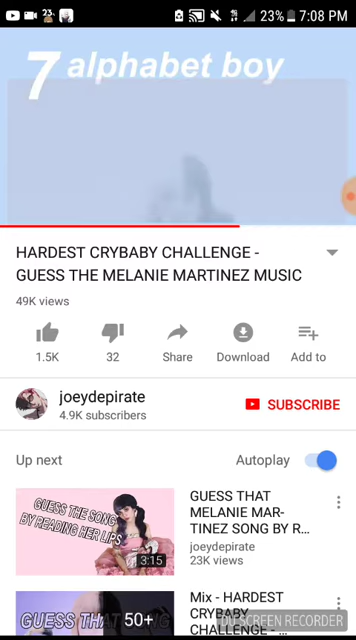 23%
4G
23% 7:08 PM
7 alphabet boy
HARDEST CRYBABY CHALLENGE -
GUESS THE MELANIE MARTINEZ MUSIC
49K views
1.5K 32 Share Download Add to
joeydepirate
4.9K subscribers
SUBSCRIBE
Up next Autoplay
GUESS THE SONG
BY READING HER LIPS
3:15
GUESS THAT
MELANIE MAR-
TINEZ SONG BY R...
joeydepirate
23K views
GUESS THAT
50+
Mix - HARDEST
CRYBABY
CHALLENGE - ...
DU SCREEN RECORDER